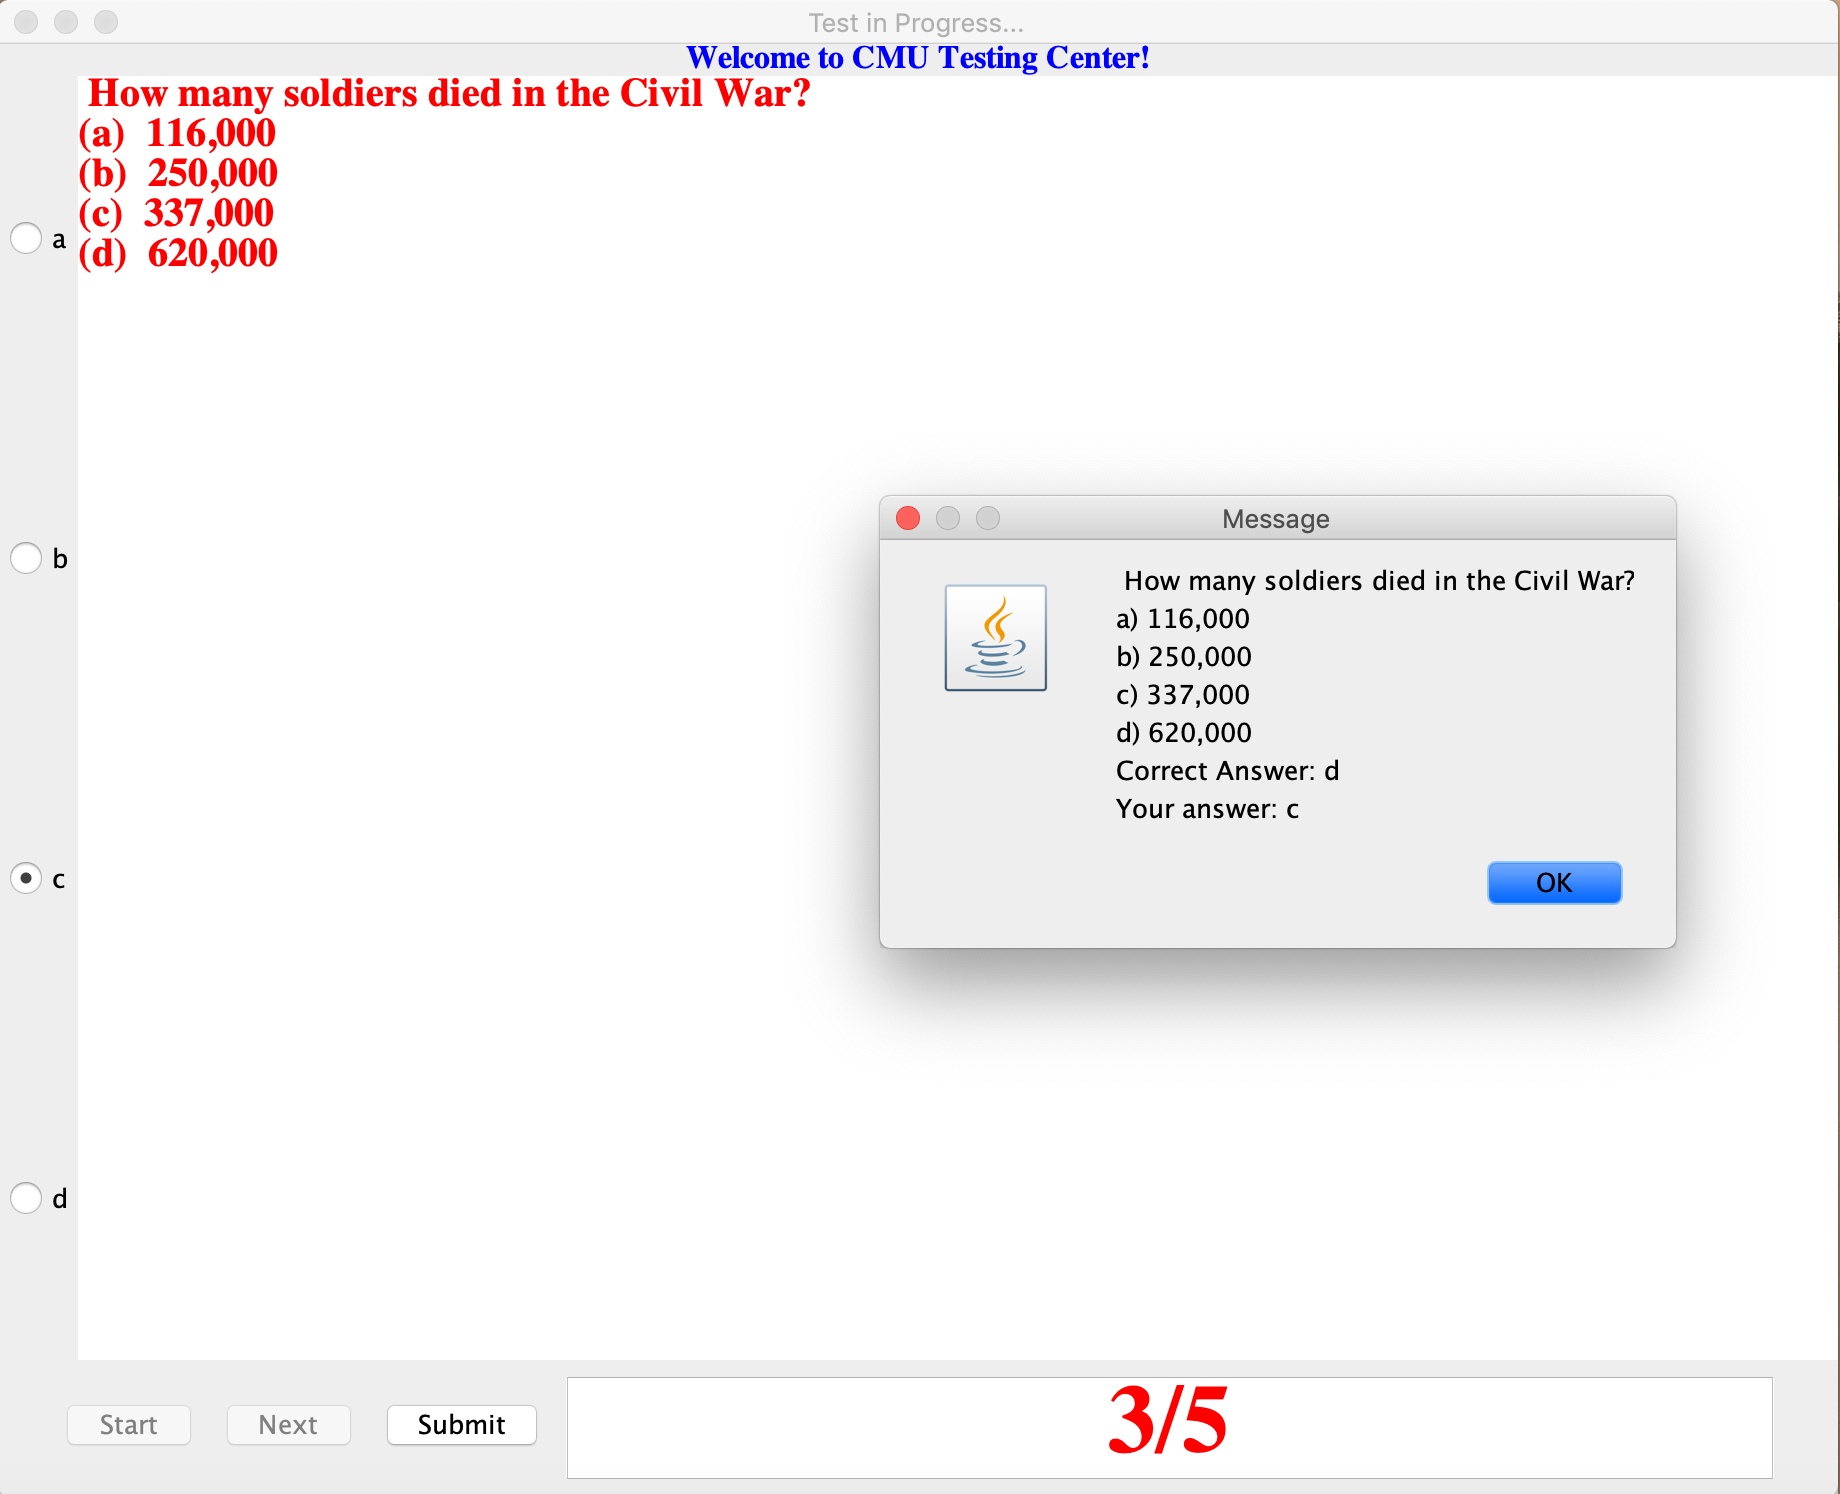 Test in Progress...
Welcome to CMU Testing Center!
How many soldiers died in the Civil War?
(a) 116,000
(b) 250,000
(c) 337,000
(d) 620,000
a
b
c
d
Message
How many soldiers died in the Civil War?
a) 116,000
b) 250,000
c) 337,000
d) 620,000
Correct Answer: d
Your answer: c
OK
Start
Next
Submit
3/5